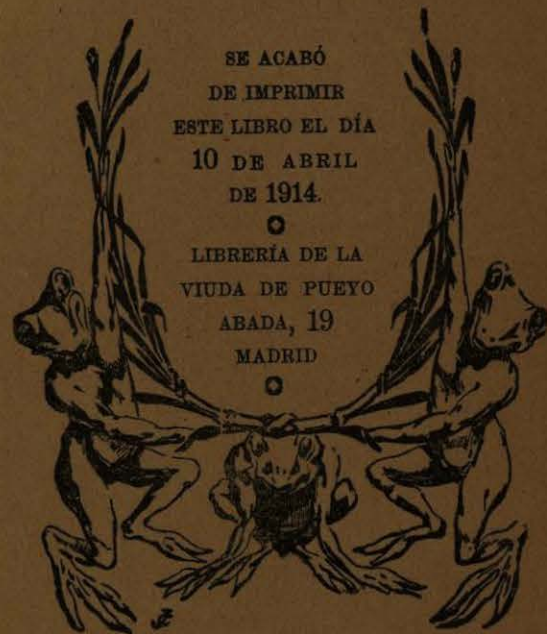 SE ACABÓ
DE IMPRIMIR
ESTE LIBRO EL DÍA
10 DE ABRIL
DE 1914.
LIBRERÍA DE LA
VIUDA DE PUEYO
ABADA, 19
MADRID